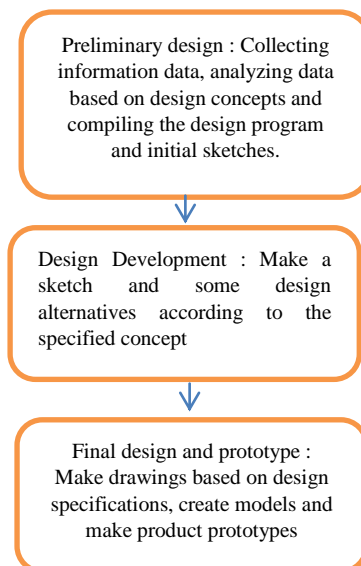 Preliminary design : Collecting
information data, analyzing data
based on design concepts and
compiling the design program
and initial sketches.
Design Development : Make a
sketch and some design
alternatives according to the
specified concept
Final design and prototype :
Make drawings based on design
specifications, create models and
make product prototypes